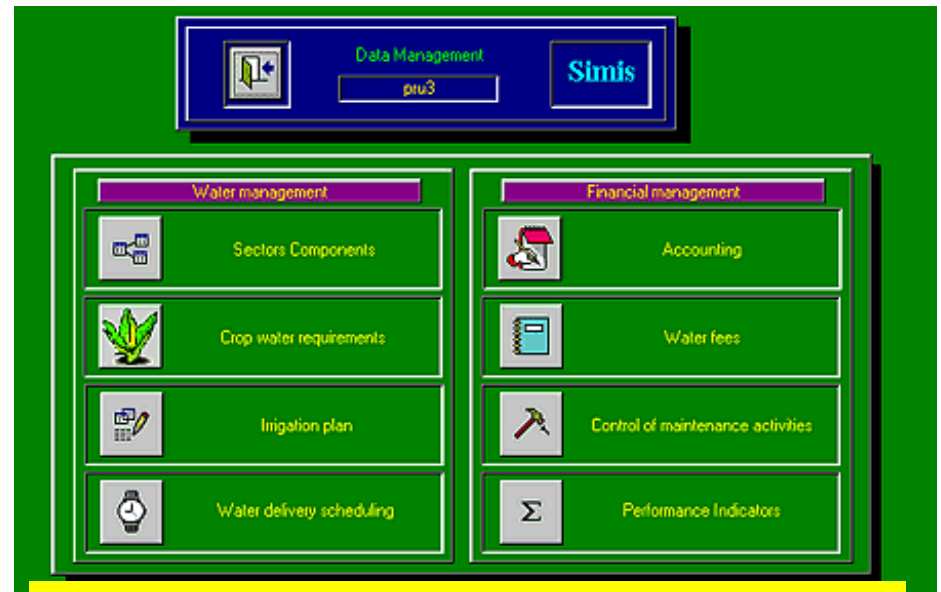 Data Management
pru3
Simis
Water management
Sectors Components
Crop water requirements
Irrigation plan
Water delivery scheduling
Financial management
Accounting
Water fees
Control of maintenance activities
Σ
Performance Indicators